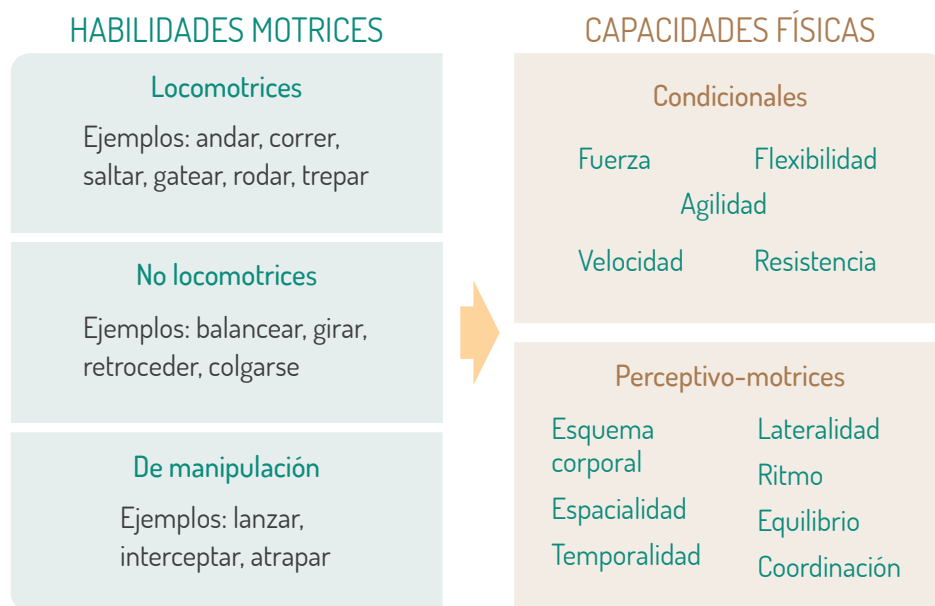 HABILIDADES MOTRICES
Locomotrices
Ejemplos: andar, correr,
saltar, gatear, rodar, trepar
No locomotrices
Ejemplos: balancear, girar,
retroceder, colgarse
De manipulación
Ejemplos: lanzar,
interceptar, atrapar
CAPACIDADES FÍSICAS
Condicionales
Fuerza
Flexibilidad
Agilidad
Velocidad
Resistencia
Perceptivo-motrices
Esquema
corporal
Espacialidad
Temporalidad
Lateralidad
Ritmo
Equilibrio
Coordinación